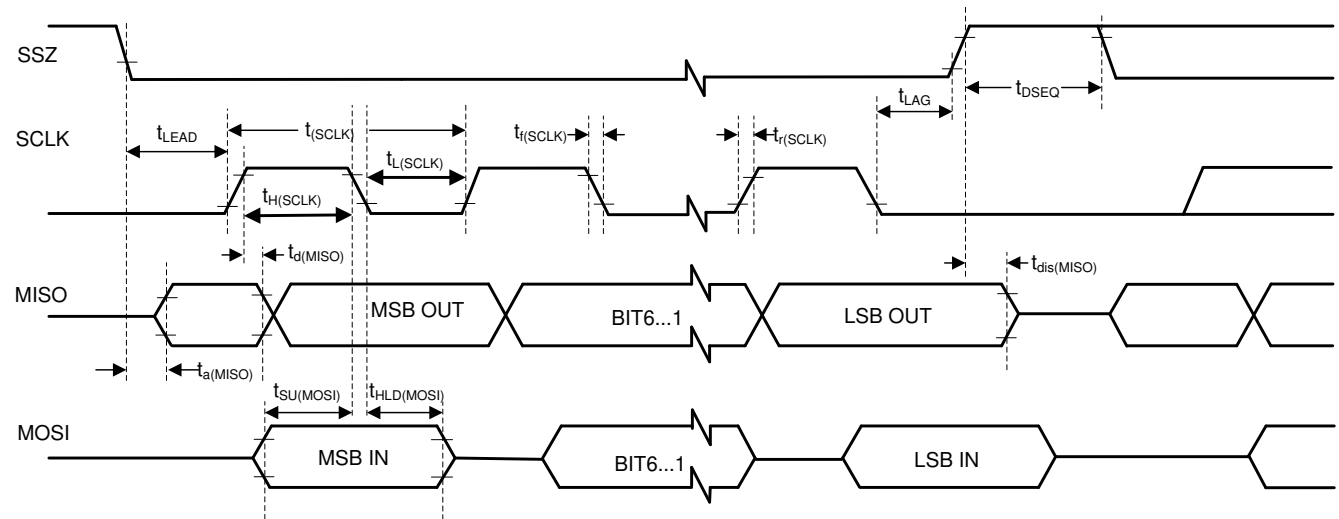 SSZ
tLEAD
t(SCLK)
tf(SCLK)
tr(SCLK)
tLAG
tDSEQ
SCLK
tL(SCLK)
tH(SCLK)
td(MISO)
tdis(MISO)
MISO
MSB OUT
BIT6...1
LSB OUT
ta(MISO)
tSU(MOSI)
tHLD(MOSI)
MOSI
MSB IN
BIT6...1
LSB IN